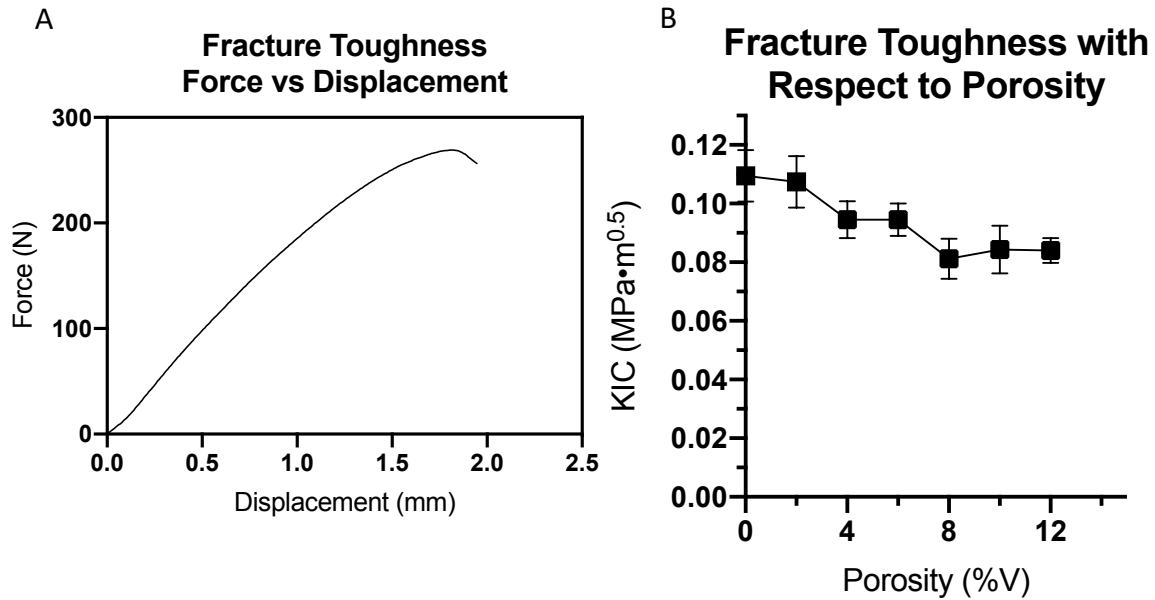 A
Fracture Toughness
Force vs Displacement
300
200
100
0
Force (N)
0.0 0.5 1.0 1.5 2.0 2.5
Displacement (mm)
B
Fracture Toughness with
Respect to Porosity
0.12
0.10
0.08
0.06
0.04
0.02
0.00
KIC (MPa•m^0.5)
0 4 8 12
Porosity (%V)